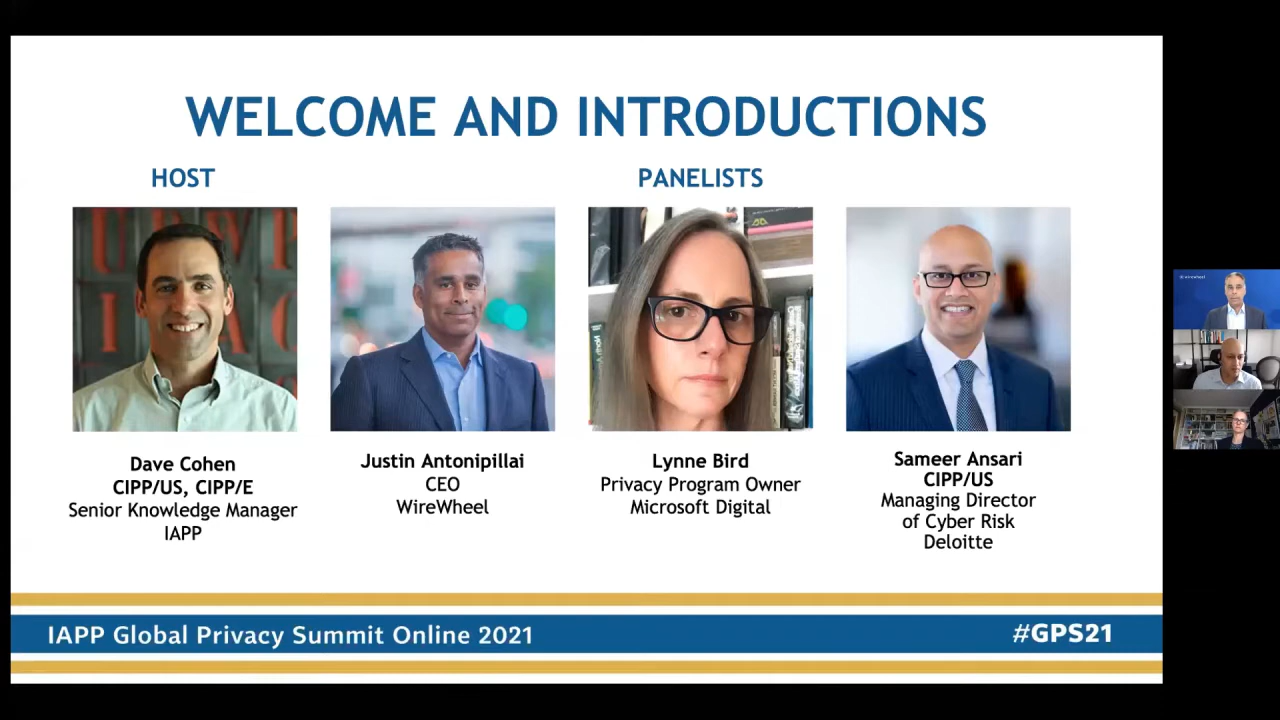 WELCOME AND INTRODUCTIONS
HOST
PANELISTS
Dave Cohen
CIPP/US, CIPP/E
Senior Knowledge Manager
IAPP
Justin Antonipillai
CEO
WireWheel
Lynne Bird
Privacy Program Owner
Microsoft Digital
Sameer Ansari
CIPP/US
Managing Director
of Cyber Risk
Deloitte
IAPP Global Privacy Summit Online 2021
#GPS21
wirewheel